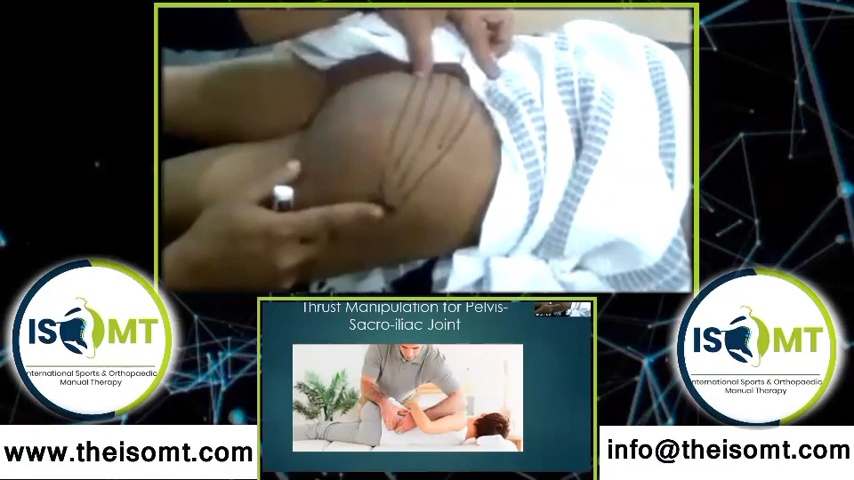 Thrust Manipulation for Pelvis-
Sacro-iliac Joint
ISOMT
International Sports & Orthopaedic
Manual Therapy
ISOMT
International Sports & Orthopaedic
Manual Therapy
www.theisomt.com
info@theisomt.com